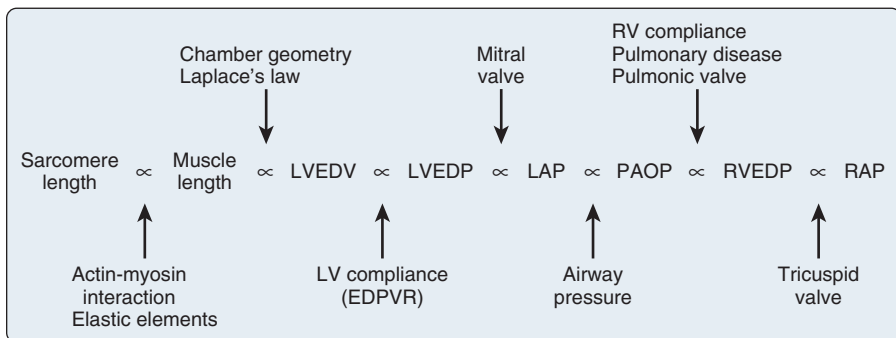 Chamber geometry
Laplace's law
Mitral
valve
RV compliance
Pulmonary disease
Pulmonic valve
Sarcomere
length
∝
Muscle
length
∝ LVEDV ∝ LVEDP ∝ LAP ∝ PAOP ∝ RVEDP ∝ RAP
Actin-myosin
interaction
Elastic elements
LV compliance
(EDPVR)
Airway
pressure
Tricuspid
valve